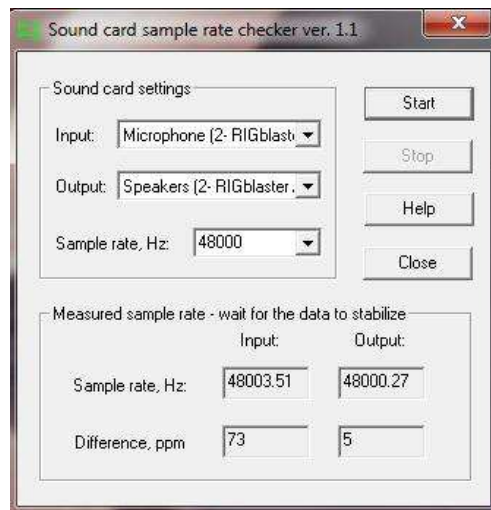 Sound card sample rate checker ver. 1.1
Sound card settings
Input: Microphone (2- RIGblaste
Output: Speakers (2- RIGblaster
Sample rate, Hz: 48000
Start
Stop
Help
Close
Measured sample rate - wait for the data to stabilize
Input: Output:
Sample rate, Hz: 48003.51 48000.27
Difference, ppm 73 5